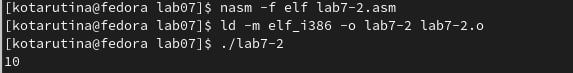 [kotarutina@fedora lab07]$ nasm -f elf lab7-2.asm
[kotarutina@fedora lab07]$ ld -m elf_i386 -o lab7-2 lab7-2.o
[kotarutina@fedora lab07]$ ./lab7-2
10